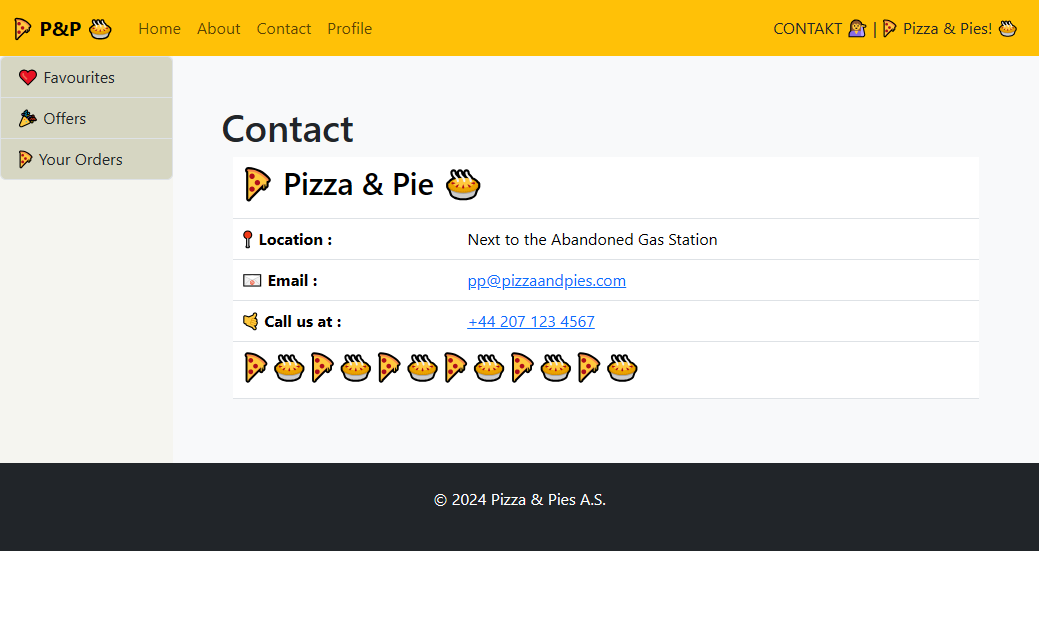 🍕 P&P 🥧 Home About Contact Profile CONTAKT 🙋🏽‍♀️ | 🍕 Pizza & Pies! 🥧
❤️ Favourites
🎉 Offers
🍕 Your Orders
Contact
🍕 Pizza & Pie 🥧
📍 Location : Next to the Abandoned Gas Station
💌 Email : pp@pizzaandpies.com
🤙 Call us at : +44 207 123 4567
🍕🥧🍕🥧🍕🥧🍕🥧🍕🥧🍕🥧
© 2024 Pizza & Pies A.S.